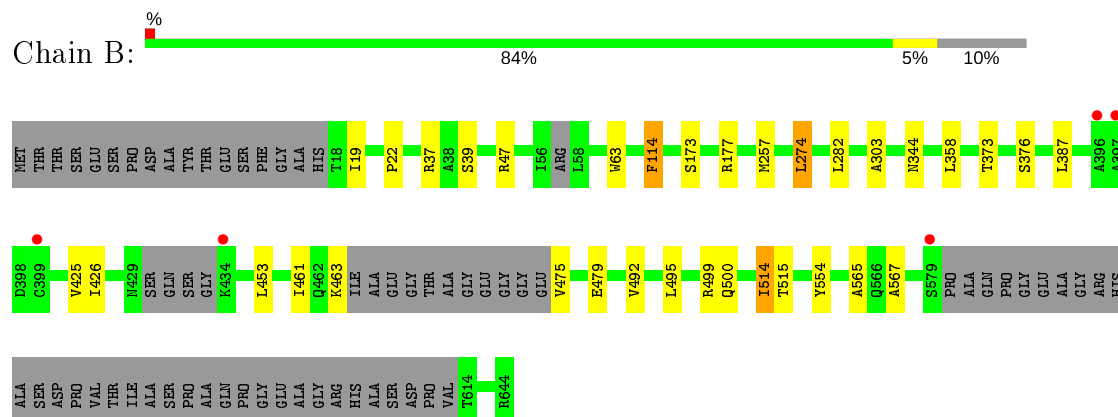 %
Chain B:
84% 5% 10%
MET THR THR SER GLU SER PRO ASP ALA TYR THR GLU SER PHE GLY ALA HIS T18 I19 P22 R37 A38 S39 R47 I56 ARG L58 W63 F114 S173 R177 M257 L274 L282 A303 N344 L358 T373 S376 L387 A396 A397
D398 C399 V425 I426 N429 SER GLN SER GLY K434 L453 I461 Q462 K463 ILE ALA GLU GLY THR ALA GLY GLU GLY GLY GLU V475 E479 V492 L495 R499 Q500 I514 T515 Y554 A565 Q566 A567 S579 PRO ALA GLN PRO GLY GLU ALA GLY ARG HIS
ALA SER ASP PRO VAL THR ILE ALA SER PRO ALA GLN PRO GLY GLU ALA GLY ARG HIS ALA SER ASP PRO VAL T614 R644